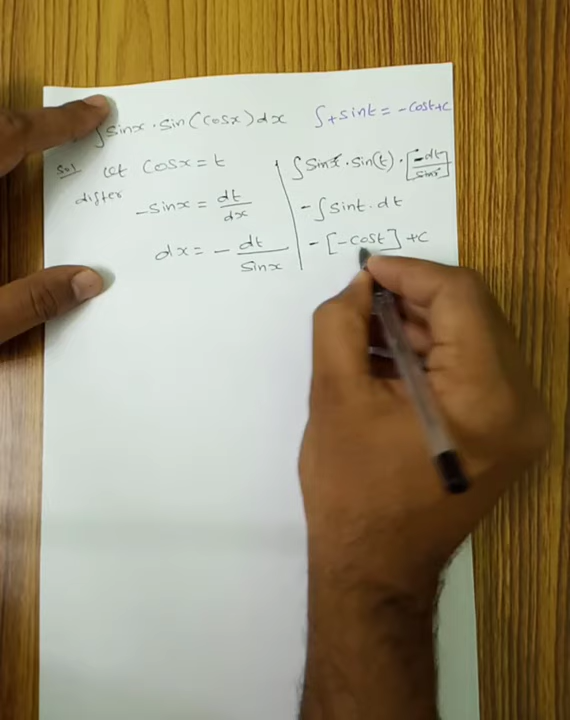 ∫sinx·sin(cosx)dx ∫+sint = -cost+c
Sol let cosx = t
differ
-sinx = dt/dx
dx = - dt/sinx
∫sinx·sin(t)·[-dt/sinx]
-∫sint·dt
-[-cost]+c